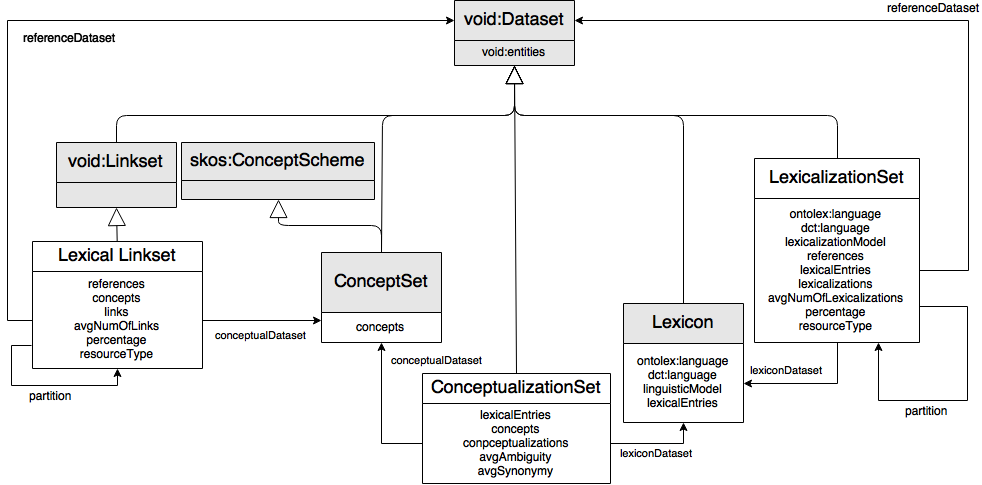 void:Dataset
void:entities
referenceDataset
referenceDataset
void:Linkset
skos:ConceptScheme
LexicalizationSet
ontolex:language
dct:language
lexicalizationModel
references
lexicalEntries
lexicalizations
avgNumOfLexicalizations
percentage
resourceType
Lexical Linkset
references
concepts
links
avgNumOfLinks
percentage
resourceType
partition
conceptualDataset
ConceptSet
concepts
conceptualDataset
ConceptualizationSet
lexicalEntries
concepts
conpceptualizations
avgAmbiguity
avgSynonymy
lexiconDataset
Lexicon
ontolex:language
dct:language
linguisticModel
lexicalEntries
lexiconDataset
partition